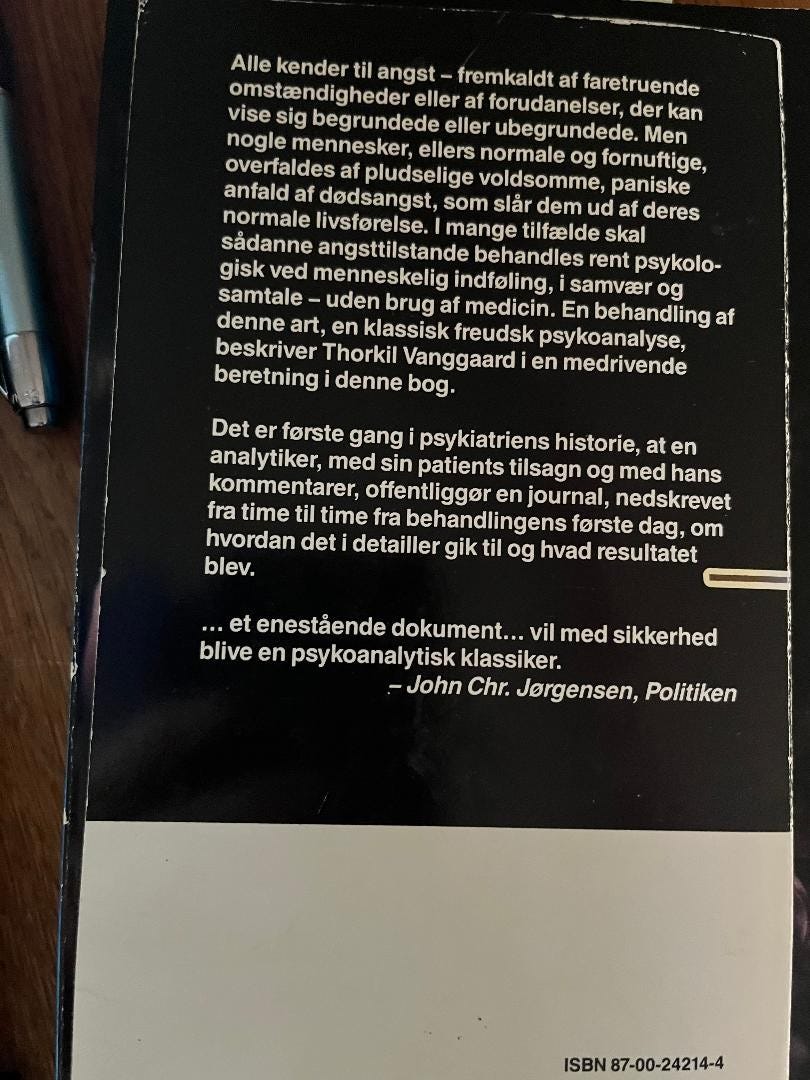 Alle kender til angst – fremkaldt af faretruende
omstændigheder eller af forudanelser, der kan
vise sig begrundede eller ubegrundede. Men
nogle mennesker, ellers normale og fornuftige,
overfaldes af pludselige voldsomme, paniske
anfald af dødsangst, som slår dem ud af deres
normale livsførelse. I mange tilfælde skal
sådanne angsttilstande behandles rent psykolo-
gisk ved menneskelig indføling, i samvær og
samtale – uden brug af medicin. En behandling af
denne art, en klassisk freudsk psykoanalyse,
beskriver Thorkil Vanggaard i en medrivende
beretning i denne bog.
Det er første gang i psykiatriens historie, at en
analytiker, med sin patients tilsagn og med hans
kommentarer, offentliggør en journal, nedskrevet
fra time til time fra behandlingens første dag, om
hvordan det i detailler gik til og hvad resultatet
blev.
... et enestående dokument... vil med sikkerhed
blive en psykoanalytisk klassiker.
– John Chr. Jørgensen, Politiken
ISBN 87-00-24214-4